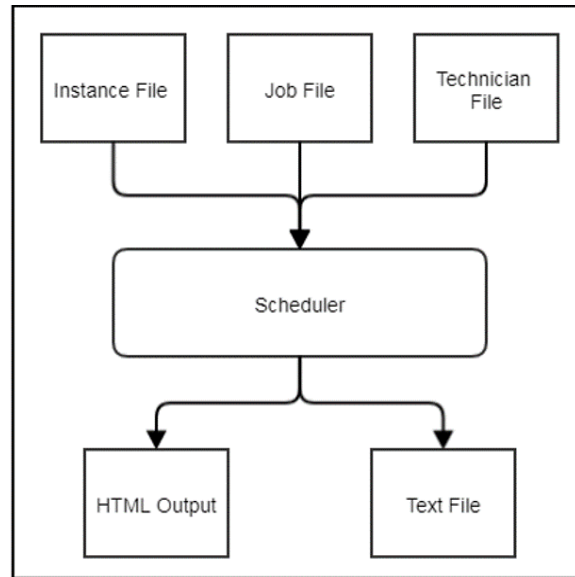 Instance File
Job File
Technician
File
Scheduler
HTML Output
Text File